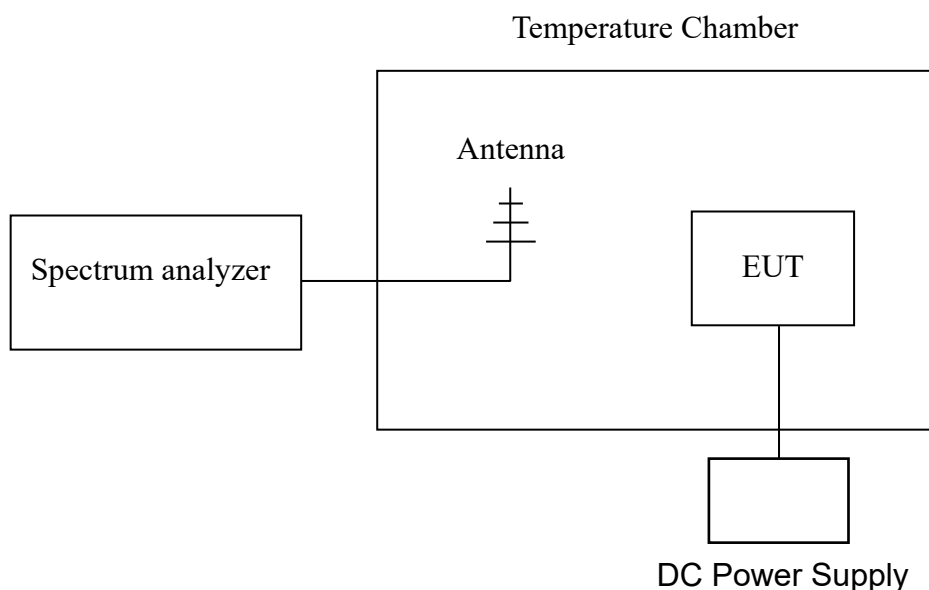 Temperature Chamber
Antenna
Spectrum analyzer
EUT
DC Power Supply